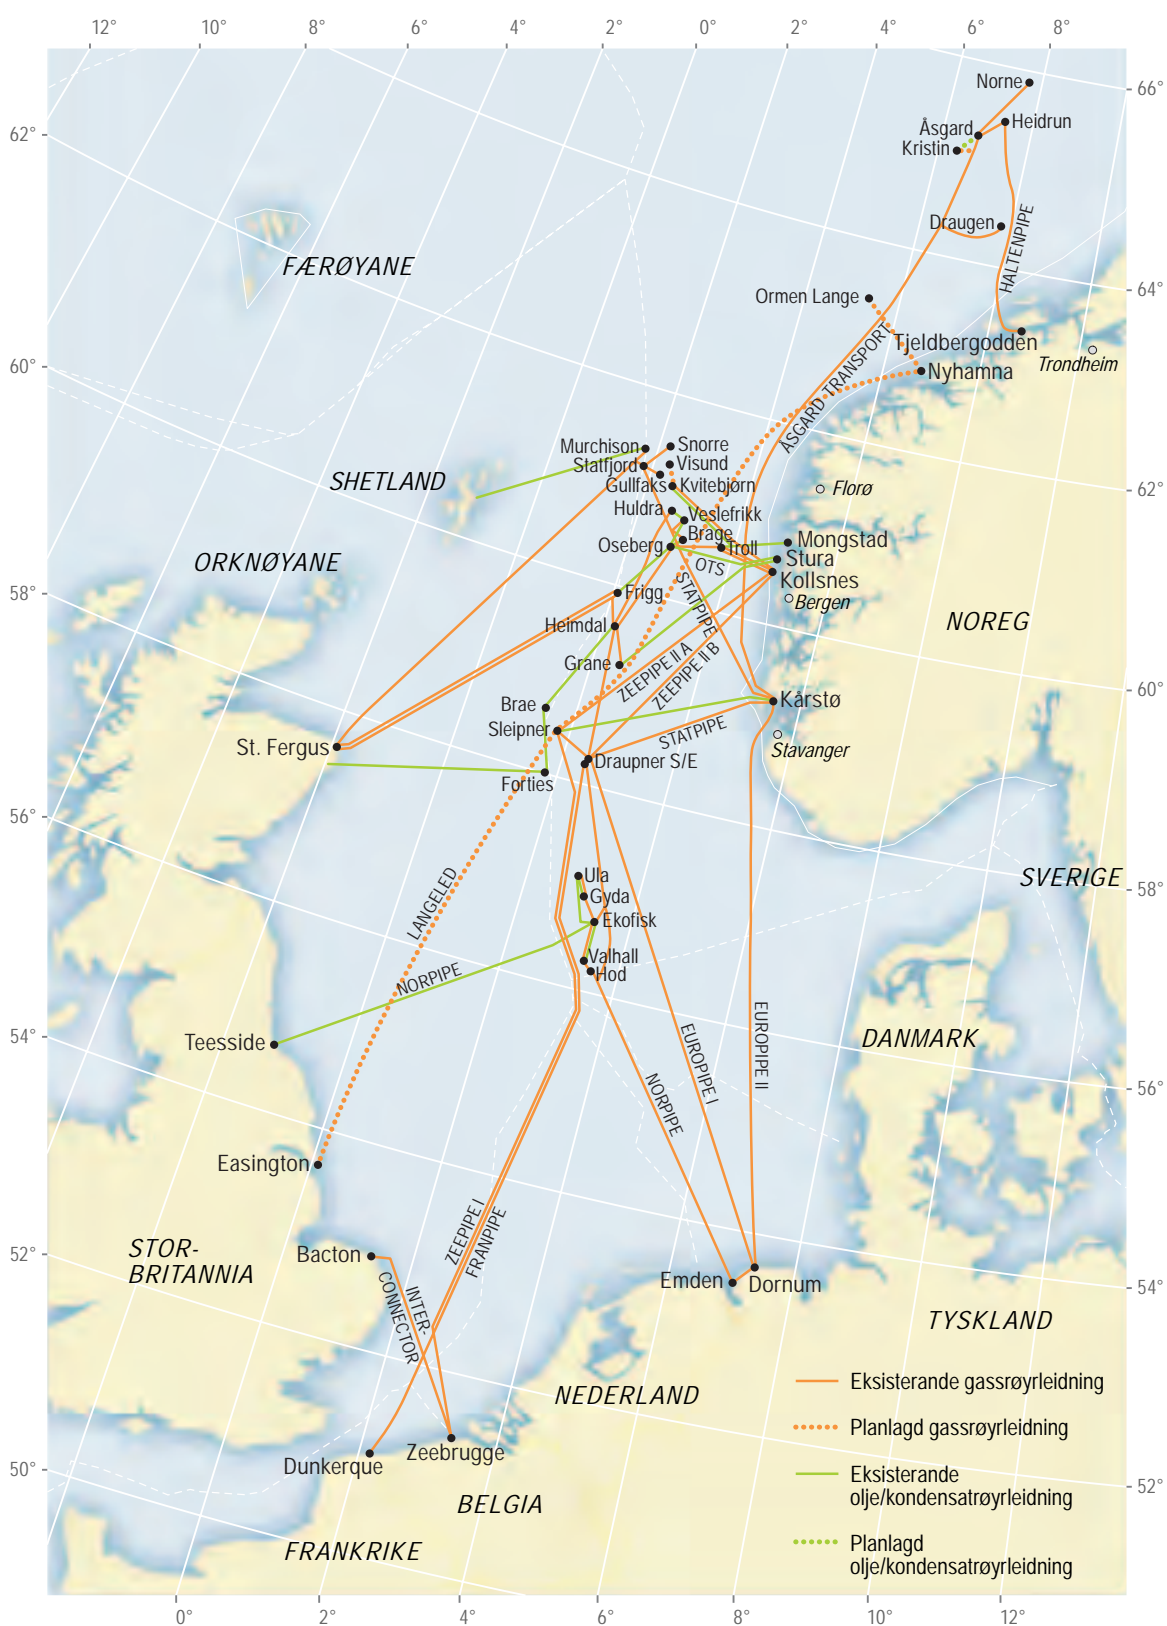 12° 10° 8° 6° 4° 2° 0° 2° 4° 6° 8°
66°
Norne
Heidrun
Åsgard
Kristin
62°
Draugen
HALTENPIPE
FÆRØYANE
64°
Ormen Lange
Tjeldbergodden
Trondheim
ÅSGARD TRANSPORT
60°
Nyhamna
Murchison
Snorre
Statfjord
Visund
SHETLAND
Gullfaks
Kvitebjørn
Florø
62°
Huldra
Veslefrikk
Brage
Mongstad
Oseberg
Troll
Stura
ORKNØYANE
OTS
Kollsnes
58°
Frigg
STATPIPE
Bergen
Heimdal
NOREG
Grane
ZEEPIPE II A
ZEEPIPE II B
60°
Brae
Kårstø
Sleipner
STATPIPE
St. Fergus
Stavanger
Draupner S/E
Forties
56°
Ula
SVERIGE
58°
Gyda
LANGELED
Ekofisk
Valhall
Hod
NORPIPE
54°
Teesside
EUROPIPE II
DANMARK
EUROPIPE I
NORPIPE
56°
Easington
ZEEPIPE I
FRANPIPE
STOR-
BRITANNIA
52°
Bacton
INTER-
CONNECTOR
Emden
Dornum
54°
TYSKLAND
NEDERLAND
Eksisterande gassrøyrleidning
Planlagd gassrøyrleidning
Zeebrugge
Dunkerque
50°
Eksisterande
olje/kondensatrøyrleidning
52°
BELGIA
FRANKRIKE
Planlagd
olje/kondensatrøyrleidning
0° 2° 4° 6° 8° 10° 12°